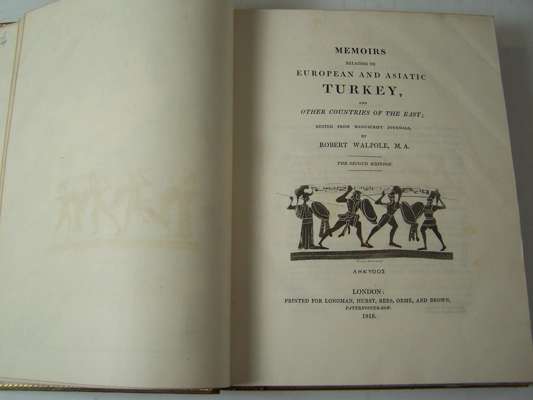 MEMOIRS
RELATING TO
EUROPEAN AND ASIATIC
TURKEY,
AND
OTHER COUNTRIES OF THE EAST;
EDITED FROM MANUSCRIPT JOURNALS,
BY
ROBERT WALPOLE, M.A.
THE SECOND EDITION.
ΛΗΚΥΘΟΣ
LONDON:
PRINTED FOR LONGMAN, HURST, REES, ORME, AND BROWN,
PATERNOSTER-ROW.
1818.